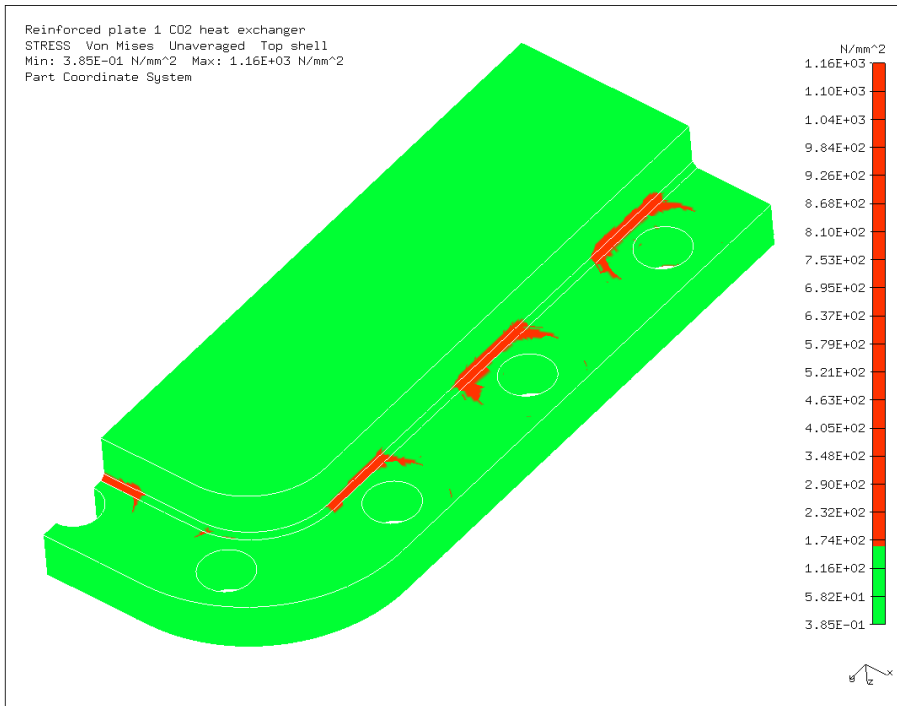 Reinforced plate 1 CO2 heat exchanger
STRESS Von Mises Unaveraged Top shell
Min: 3.85E-01 N/mm^2 Max: 1.16E+03 N/mm^2
Part Coordinate System
N/mm^2
1.16E+03
1.10E+03
1.04E+03
9.84E+02
9.26E+02
8.68E+02
8.10E+02
7.53E+02
6.95E+02
6.37E+02
5.79E+02
5.21E+02
4.63E+02
4.05E+02
3.48E+02
2.90E+02
2.32E+02
1.74E+02
1.16E+02
5.82E+01
3.85E-01
y z x